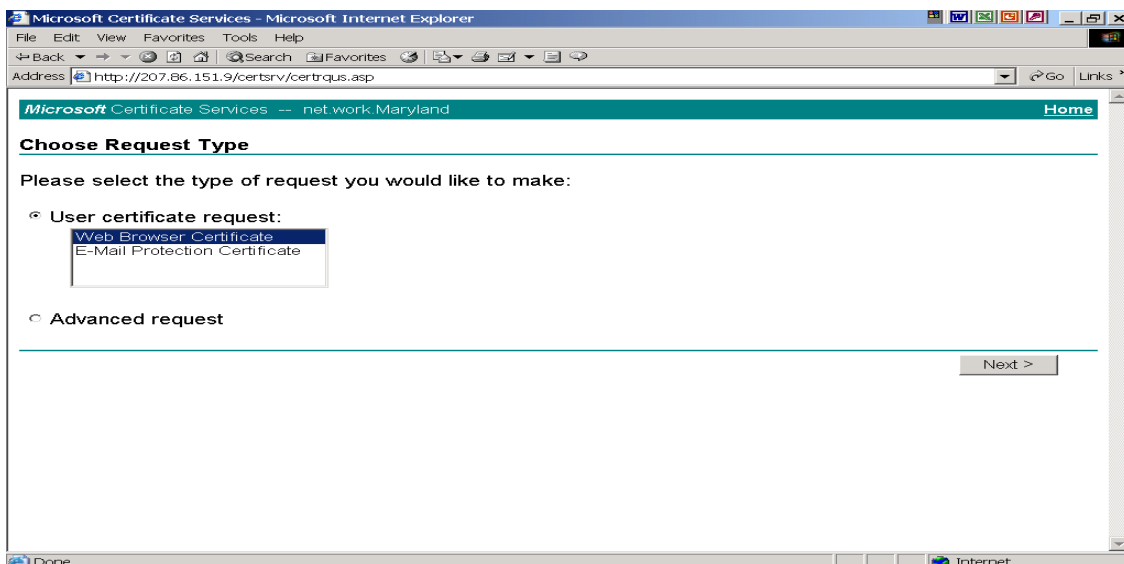 Microsoft Certificate Services - Microsoft Internet Explorer
File Edit View Favorites Tools Help
Back Search Favorites
Address http://207.86.151.9/certsrv/certrqus.asp Go Links
Microsoft Certificate Services -- net.work.Maryland Home
Choose Request Type
Please select the type of request you would like to make:
User certificate request:
Web Browser Certificate
E-Mail Protection Certificate
Advanced request
Next >
Done Internet